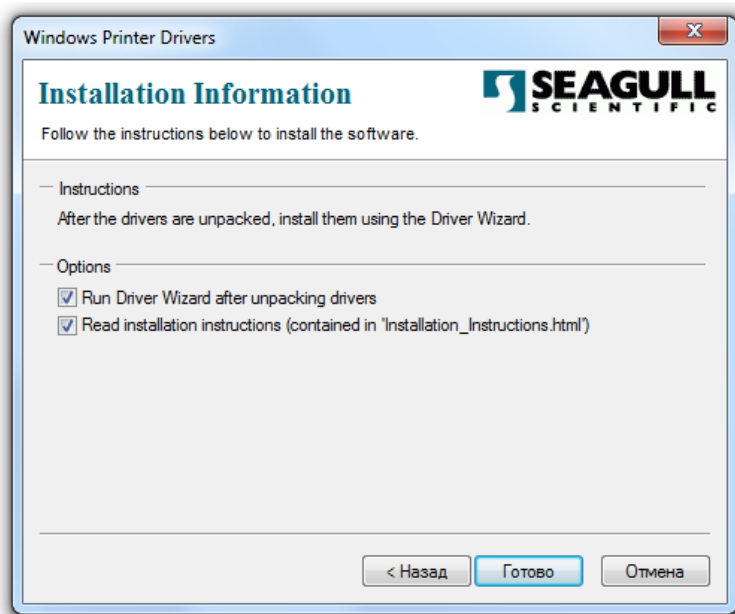 Windows Printer Drivers
Installation Information
SEAGULL
SCIENTIFIC
Follow the instructions below to install the software.
Instructions
After the drivers are unpacked, install them using the Driver Wizard.
Options
Run Driver Wizard after unpacking drivers
Read installation instructions (contained in 'Installation_Instructions.html')
< Назад
Готово
Отмена